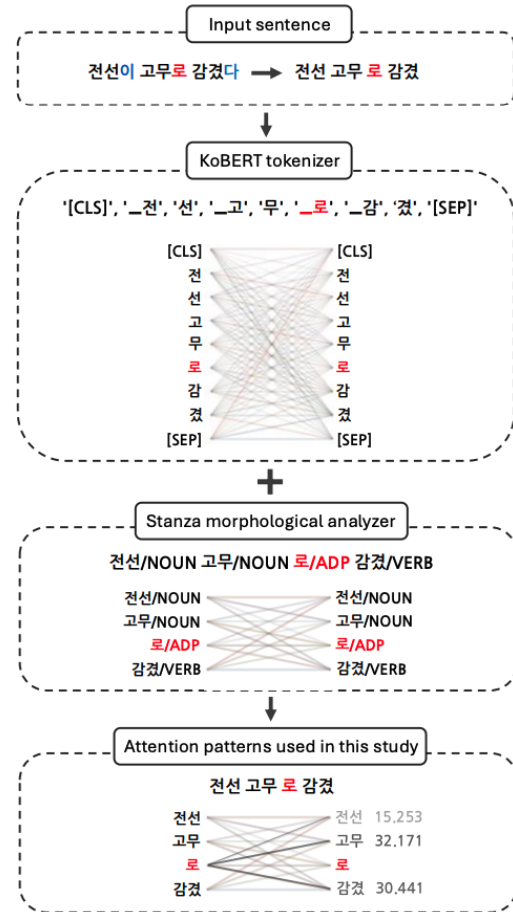 Input sentence
전선이 고무로 감겼다 → 전선 고무 로 감겼
KoBERT tokenizer
'[CLS]', '_전', '선', '_고', '무', '_로', '_감', '겼', '[SEP]'
[CLS] [CLS]
전 전
선 선
고 고
무 무
로 로
감 감
겼 겼
[SEP] [SEP]
+
Stanza morphological analyzer
전선/NOUN 고무/NOUN 로/ADP 감겼/VERB
전선/NOUN 전선/NOUN
고무/NOUN 고무/NOUN
로/ADP 로/ADP
감겼/VERB 감겼/VERB
Attention patterns used in this study
전선 고무 로 감겼
전선 전선 15,253
고무 고무 32,171
로 로
감겼 감겼 30,441